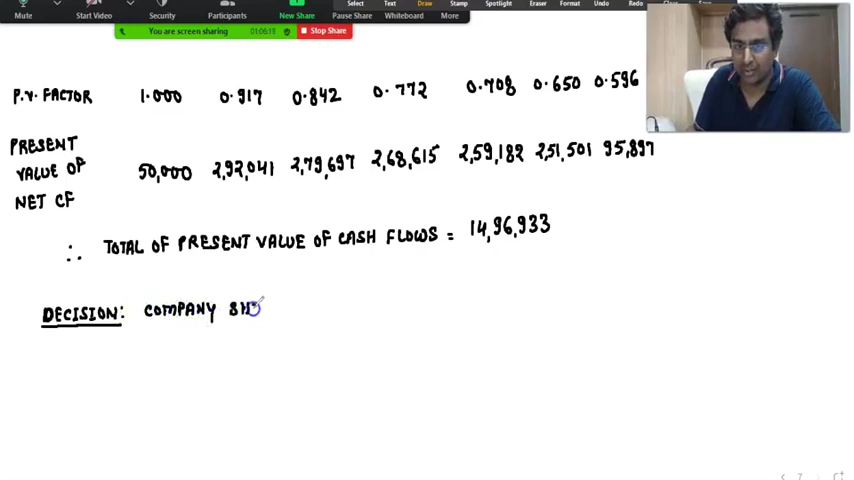 Select Text Draw Stamp Spotlight Eraser Format Undo Redo
Mute Start Video Security Participants New Share Pause Share Whiteboard More
You are screen sharing 01:06:18 Stop Share
P.V. FACTOR 1.000 0.917 0.842 0.772 0.708 0.650 0.596
PRESENT
VALUE OF 50,000 2,92,041 2,79,697 2,68,615 2,59,182 2,51,501 95,897
NET CF
∴ TOTAL OF PRESENT VALUE OF CASH FLOWS = 14,96,933
DECISION: COMPANY
7